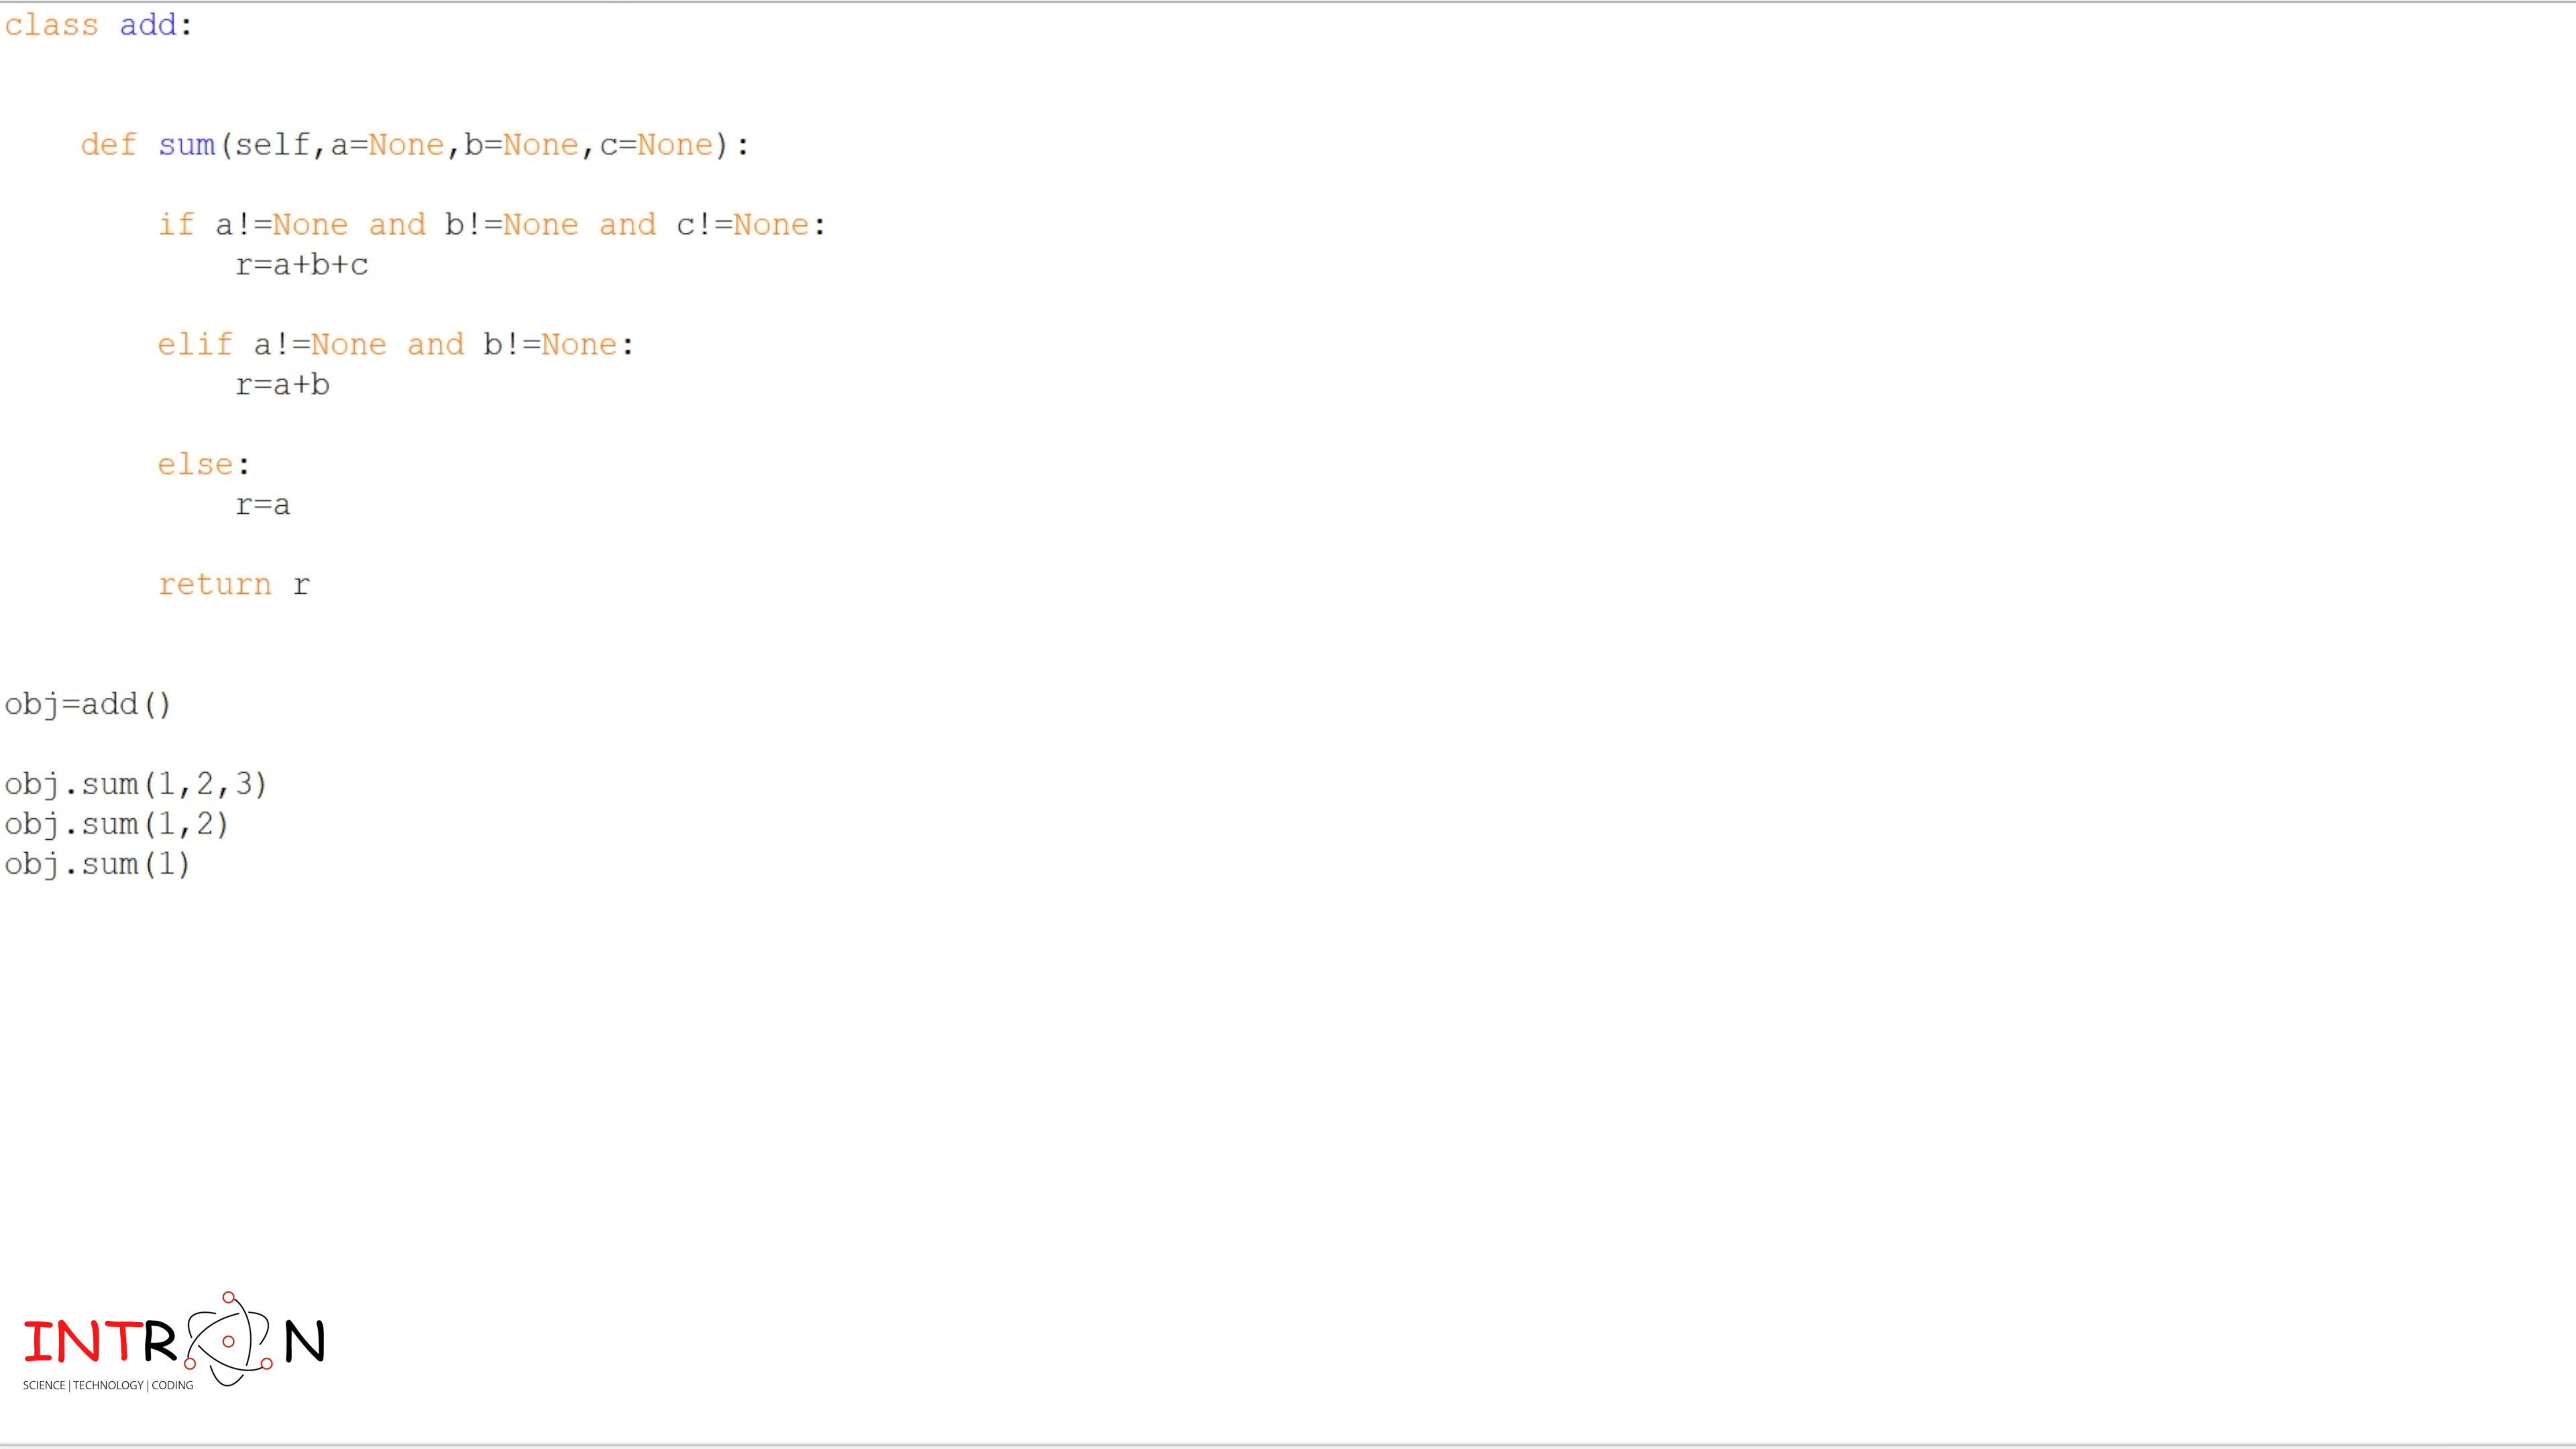 class add:
    def sum(self,a=None,b=None,c=None):
        if a!=None and b!=None and c!=None:
            r=a+b+c
        elif a!=None and b!=None:
            r=a+b
        else:
            r=a
        return r
obj=add()
obj.sum(1,2,3)
obj.sum(1,2)
obj.sum(1)
INTRON
SCIENCE | TECHNOLOGY | CODING